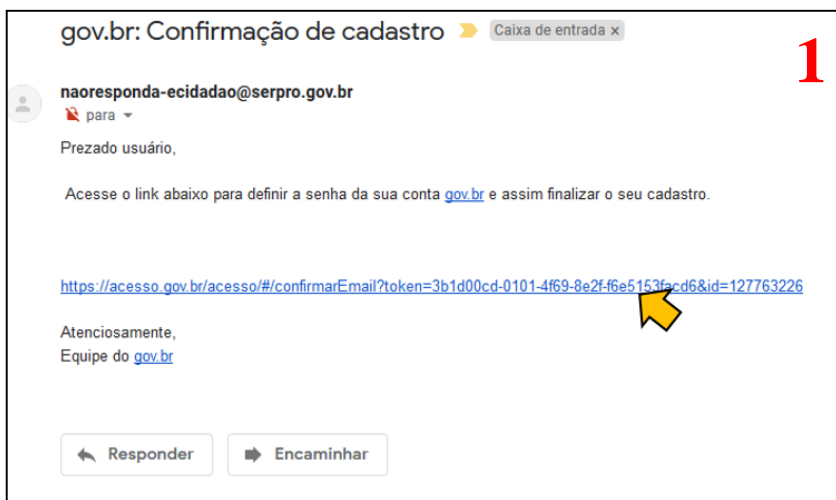 gov.br: Confirmação de cadastro Caixa de entrada x
1
naoresponda-ecidadao@serpro.gov.br
para
Prezado usuário,
Acesse o link abaixo para definir a senha da sua conta gov.br e assim finalizar o seu cadastro.
https://acesso.gov.br/acesso/#/confirmarEmail?token=3b1d00cd-0101-4f69-8e2f-f6e5153facd6&id=127763226
Atenciosamente,
Equipe do gov.br
Responder Encaminhar